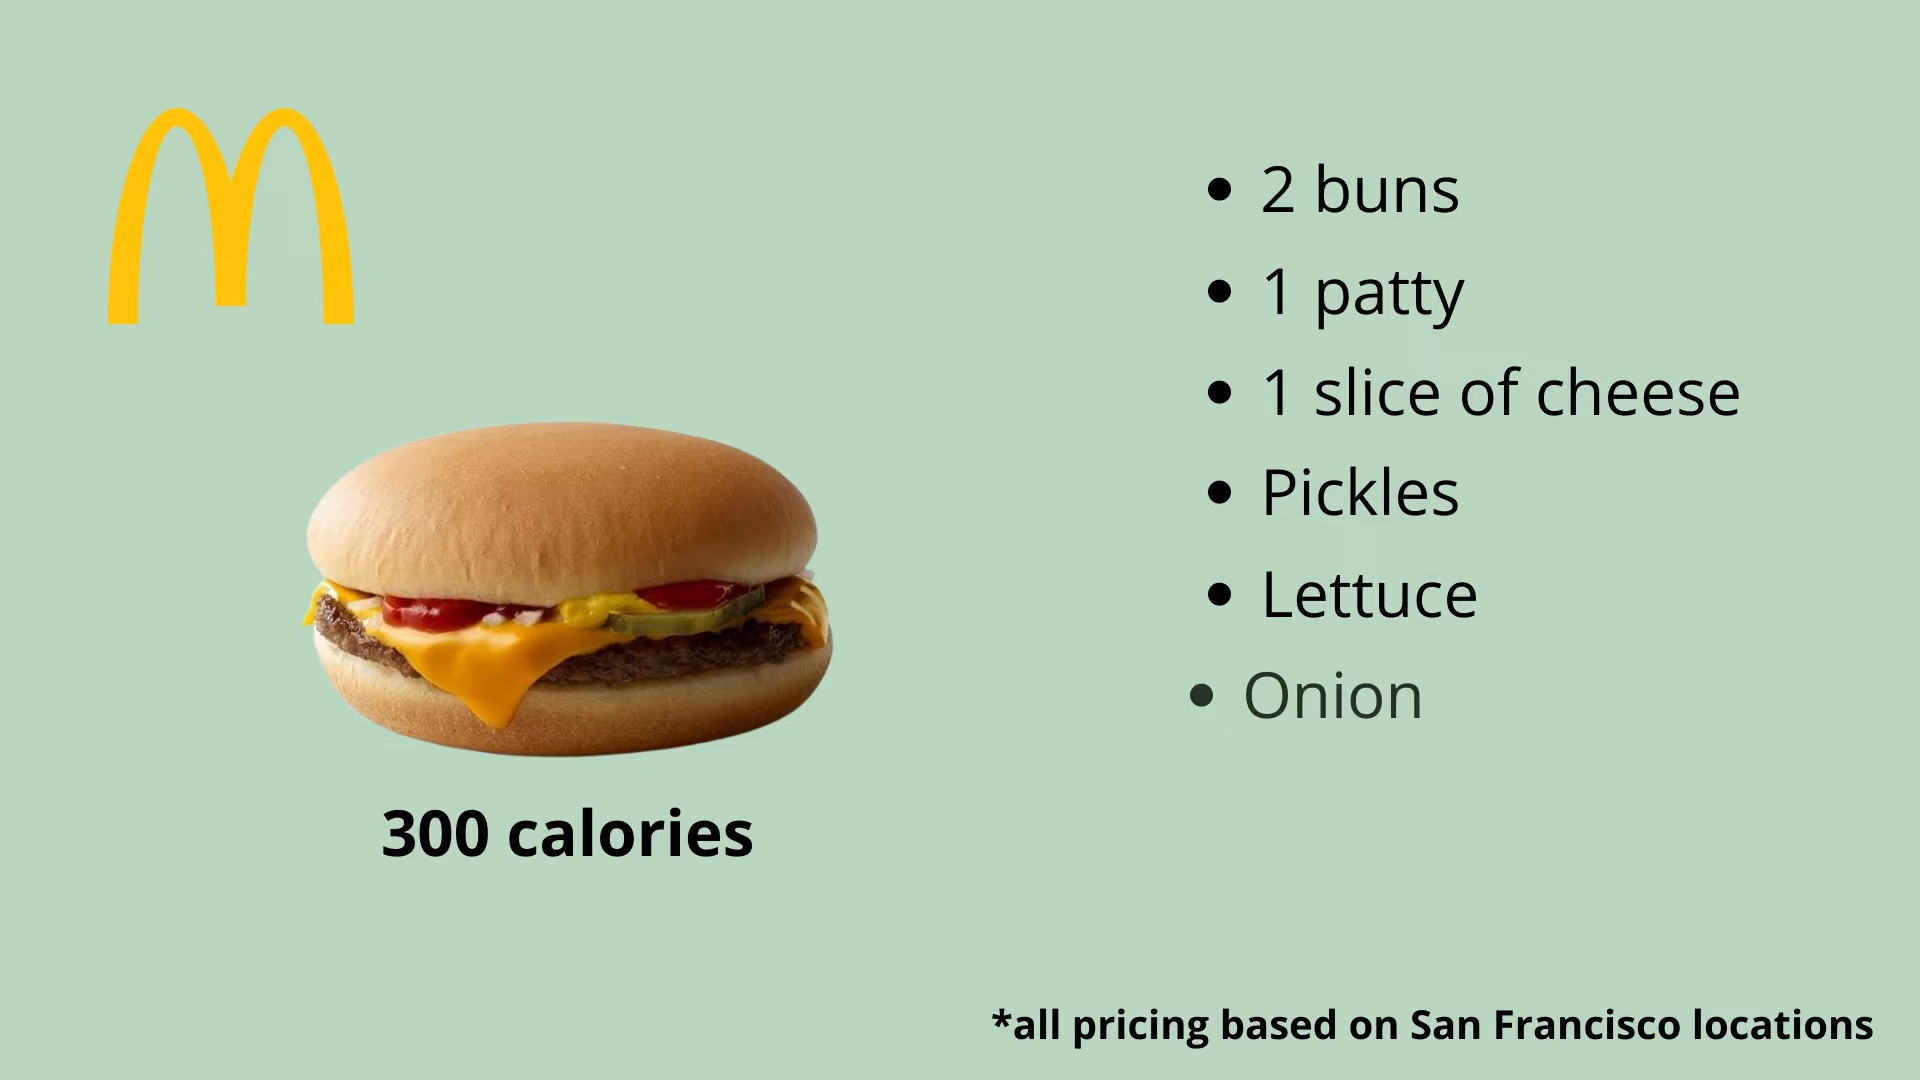 2 buns
1 patty
1 slice of cheese
Pickles
Lettuce
Onion
300 calories
*all pricing based on San Francisco locations